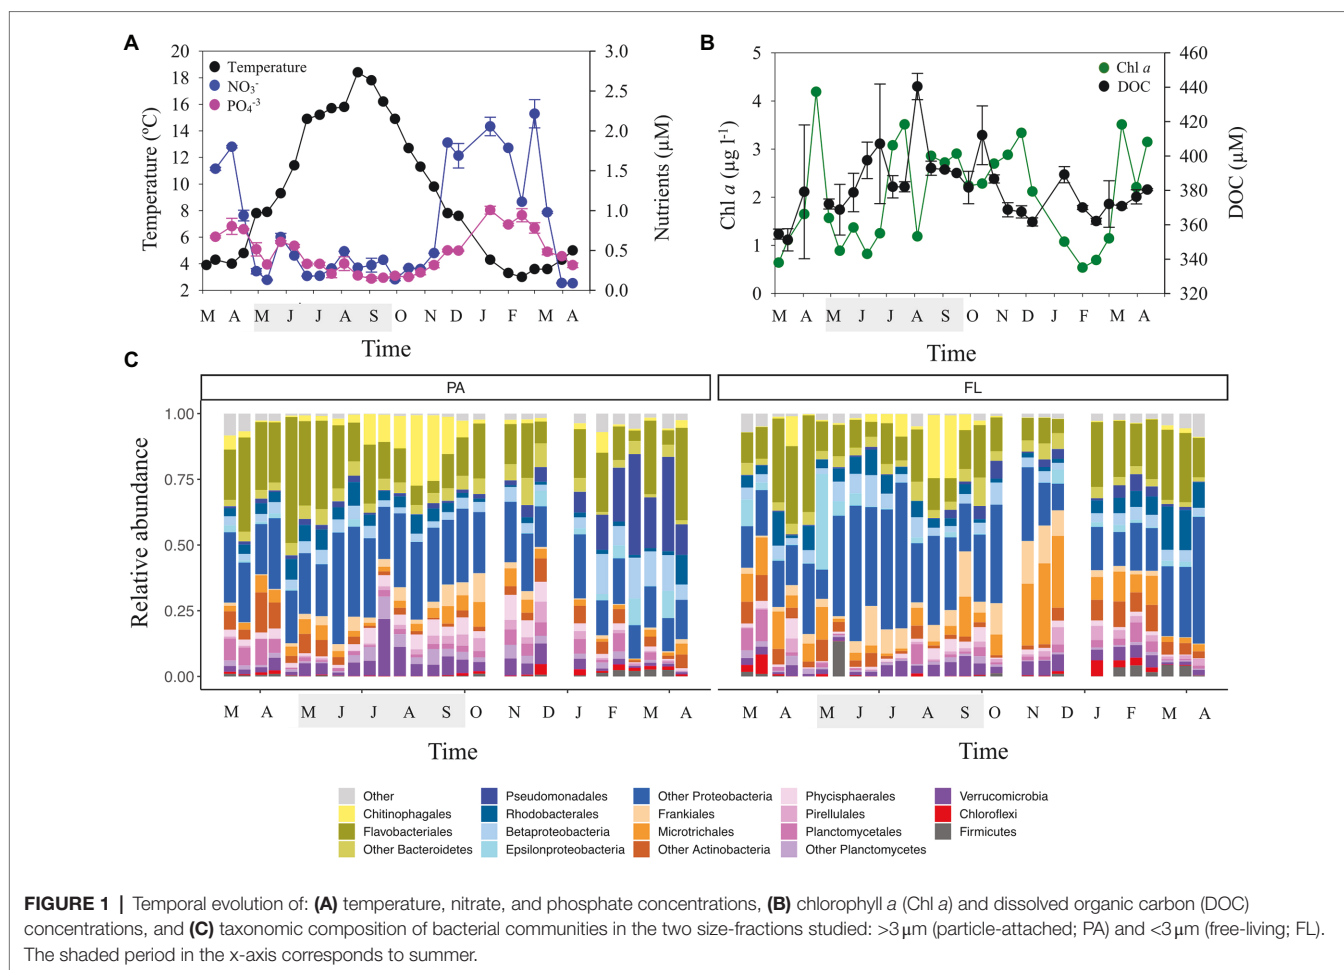 A
20
18
16
14
12
10
8
6
4
2
Temperature (ºC)
Temperature
NO3-
PO4-3
3.0
2.5
2.0
1.5
1.0
0.5
0.0
Nutrients (μM)
M A M J J A S O N D J F M A
Time
B
5
4
3
2
1
0
Chl a (μg l-1)
Chl a
DOC
460
440
420
400
380
360
340
320
DOC (μM)
M A M J J A S O N D J F M A
Time
C
PA
FL
1.00
0.75
0.50
0.25
0.00
Relative abundance
M A M J J A S O N D J F M A
M A M J J A S O N D J F M A
Time
Time
Other
Chitinophagales
Flavobacteriales
Other Bacteroidetes
Pseudomonadales
Rhodobacterales
Betaproteobacteria
Epsilonproteobacteria
Other Proteobacteria
Frankiales
Microtrichales
Other Actinobacteria
Phycisphaerales
Pirellulales
Planctomycetales
Other Planctomycetes
Verrucomicrobia
Chloroflexi
Firmicutes
FIGURE 1 | Temporal evolution of: (A) temperature, nitrate, and phosphate concentrations, (B) chlorophyll a (Chl a) and dissolved organic carbon (DOC)
concentrations, and (C) taxonomic composition of bacterial communities in the two size-fractions studied: >3 μm (particle-attached; PA) and <3 μm (free-living; FL).
The shaded period in the x-axis corresponds to summer.